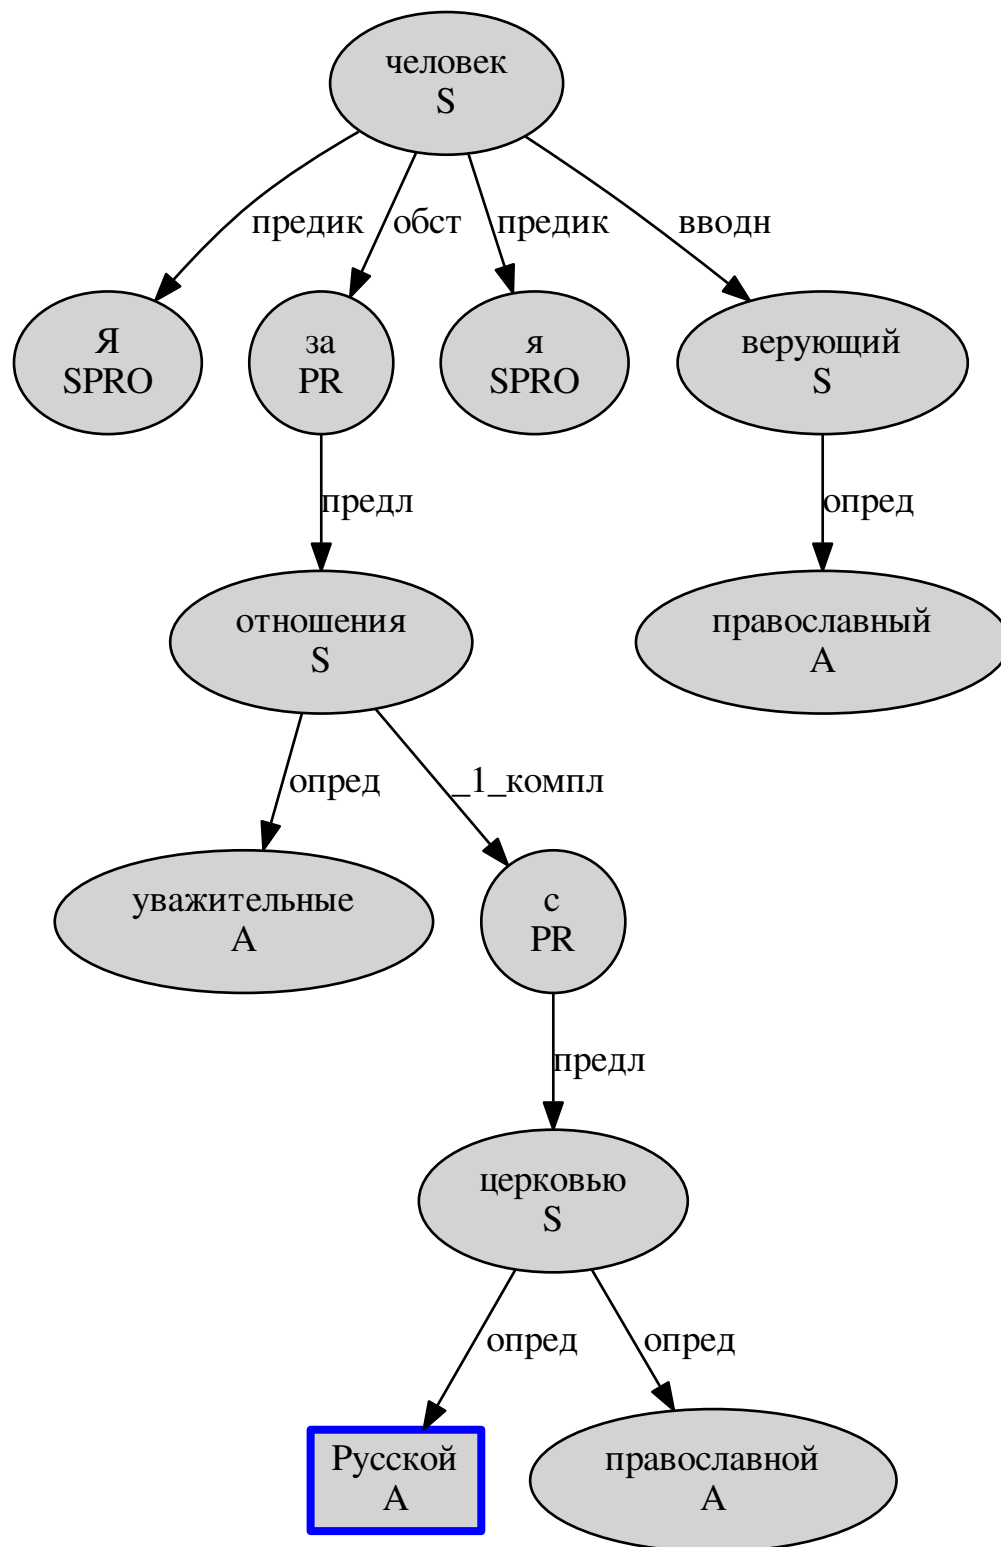 человек
S
предик
обст
предик
вводн
Я
SPRO
за
PR
я
SPRO
верующий
S
предл
опред
отношения
S
православный
A
опред
_1_компл
уважительные
A
с
PR
предл
церковью
S
опред
опред
Русской
A
православной
A